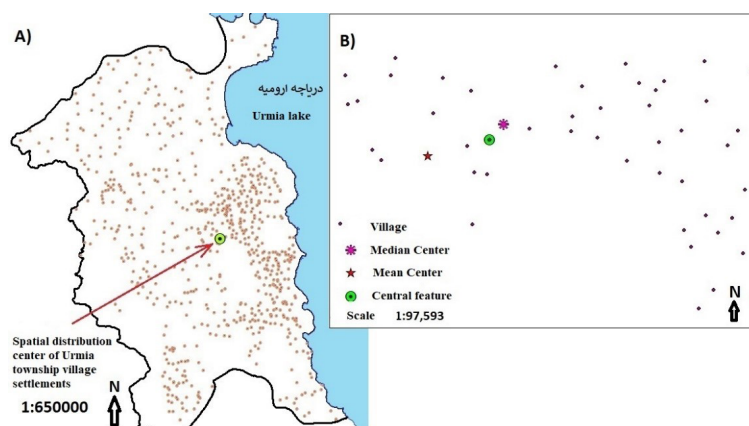 A)
دریاچه ارومیه
Urmia lake
Spatial distribution
center of Urmia
township village
settlements
1:650000
N
B)
Village
Median Center
Mean Center
Central feature
Scale 1:97,593
N